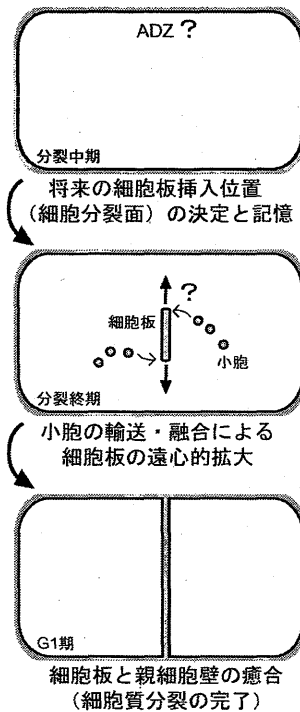 ADZ ?
分裂中期
将来の細胞板挿入位置
(細胞分裂面)の決定と記憶
?
細胞板
小胞
分裂終期
小胞の輸送・融合による
細胞板の遠心的拡大
G1期
細胞板と親細胞壁の癒合
(細胞質分裂の完了)